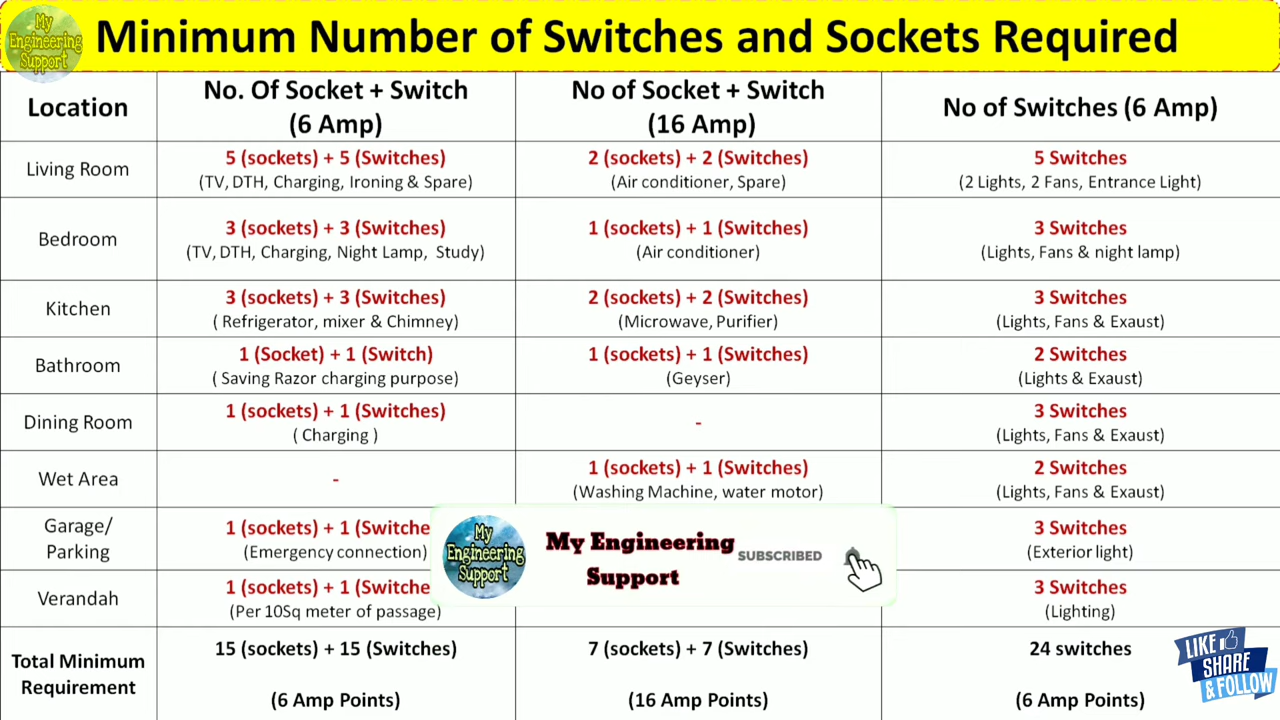 My
Engineering
Support
Minimum Number of Switches and Sockets Required
Location
No. Of Socket + Switch
(6 Amp)
No of Socket + Switch
(16 Amp)
No of Switches (6 Amp)
Living Room
5 (sockets) + 5 (Switches)
(TV, DTH, Charging, Ironing & Spare)
2 (sockets) + 2 (Switches)
(Air conditioner, Spare)
5 Switches
(2 Lights, 2 Fans, Entrance Light)
Bedroom
3 (sockets) + 3 (Switches)
(TV, DTH, Charging, Night Lamp, Study)
1 (sockets) + 1 (Switches)
(Air conditioner)
3 Switches
(Lights, Fans & night lamp)
Kitchen
3 (sockets) + 3 (Switches)
( Refrigerator, mixer & Chimney)
2 (sockets) + 2 (Switches)
(Microwave, Purifier)
3 Switches
(Lights, Fans & Exaust)
Bathroom
1 (Socket) + 1 (Switch)
( Saving Razor charging purpose)
1 (sockets) + 1 (Switches)
(Geyser)
2 Switches
(Lights & Exaust)
Dining Room
1 (sockets) + 1 (Switches)
( Charging )
-
3 Switches
(Lights, Fans & Exaust)
Wet Area
-
1 (sockets) + 1 (Switches)
(Washing Machine, water motor)
2 Switches
(Lights, Fans & Exaust)
Garage/
Parking
1 (sockets) + 1 (Switche
(Emergency connection)
3 Switches
(Exterior light)
My
Engineering
Support
My Engineering
Support
SUBSCRIBED
Verandah
1 (sockets) + 1 (Switche
(Per 10Sq meter of passage)
3 Switches
(Lighting)
Total Minimum
Requirement
15 (sockets) + 15 (Switches)
(6 Amp Points)
7 (sockets) + 7 (Switches)
(16 Amp Points)
24 switches
(6 Amp Points)
LIKE
SHARE
& FOLLOW